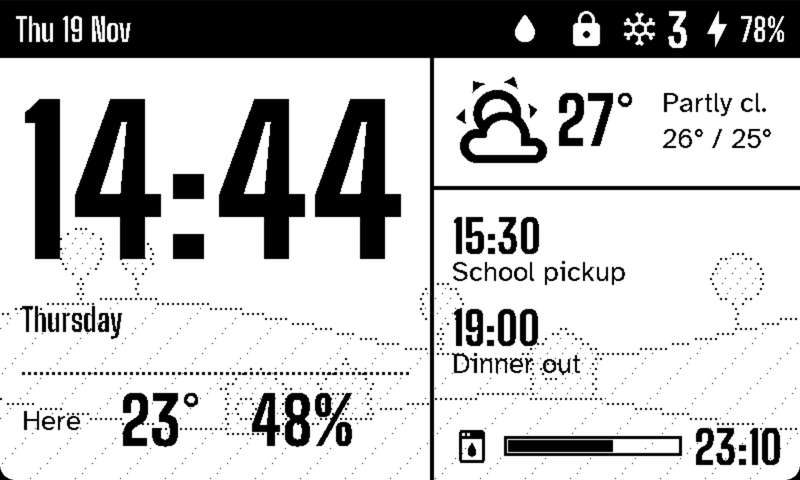 Thu 19 Nov
3
78%
14:44
Thursday
Here 23° 48%
27°
Partly cl.
26° / 25°
15:30
School pickup
19:00
Dinner out
23:10